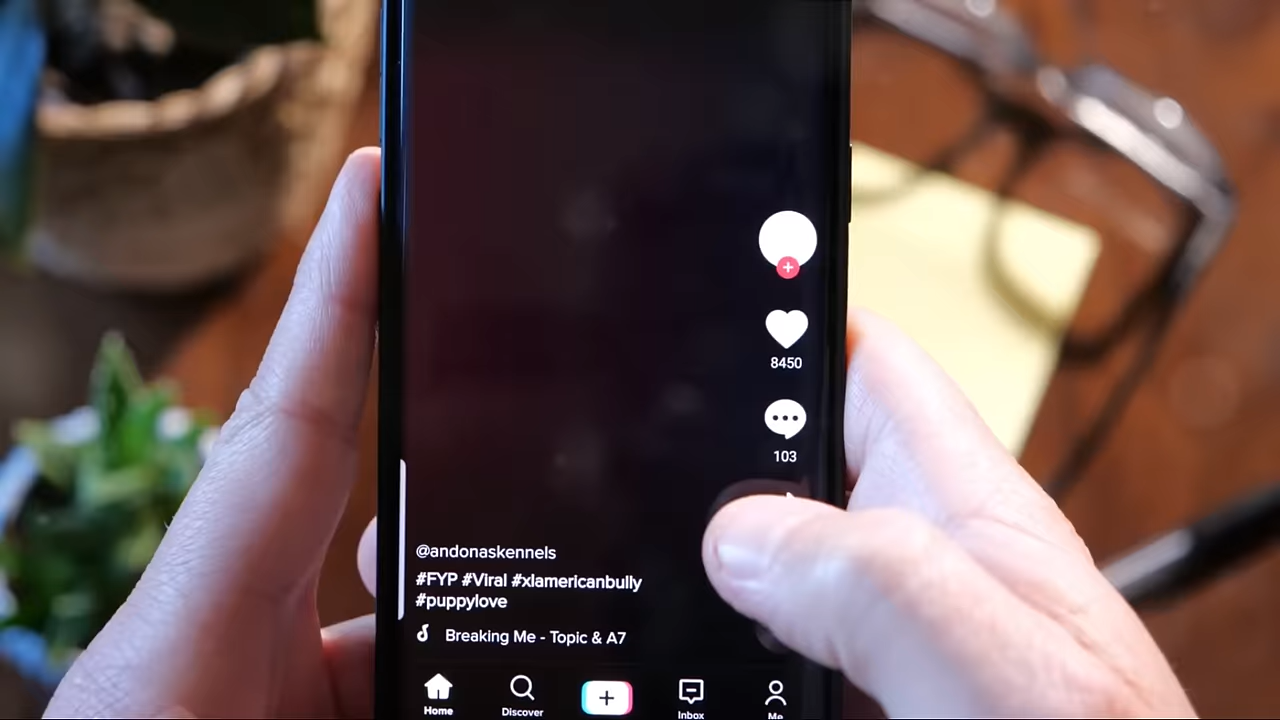 8450
103
@andonaskennels
#FYP #Viral #xlamericanbully
#puppylove
Breaking Me - Topic & A7
Home
Discover
Inbox
Me